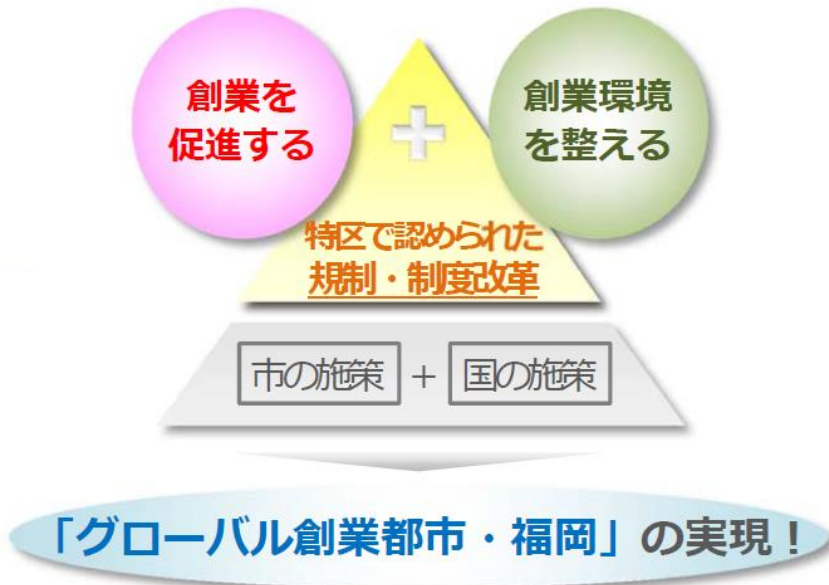 創業を
促進する
創業環境
を整える
特区で認められた
規制・制度改革
市の施策 + 国の施策
「グローバル創業都市・福岡」の実現！